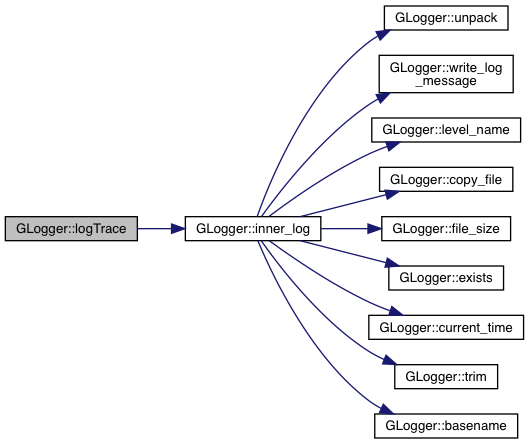 GLogger::logTrace
GLogger::inner_log
GLogger::unpack
GLogger::write_log
_message
GLogger::level_name
GLogger::copy_file
GLogger::file_size
GLogger::exists
GLogger::current_time
GLogger::trim
GLogger::basename